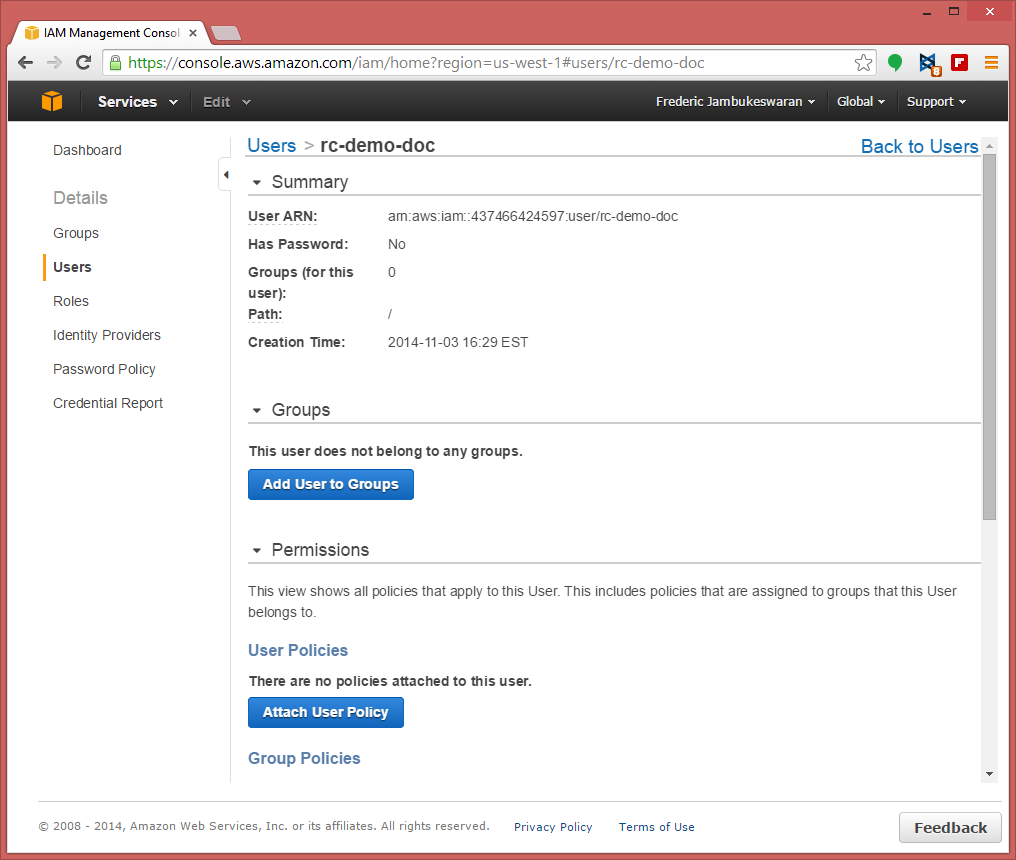 IAM Management Consol
https://console.aws.amazon.com/iam/home?region=us-west-1#users/rc-demo-doc
8
Services Edit Frederic Jambukeswaran Global Support
Dashboard
Details
Groups
Users
Roles
Identity Providers
Password Policy
Credential Report
Users > rc-demo-doc Back to Users
Summary
User ARN: arn:aws:iam::437466424597:user/rc-demo-doc
Has Password: No
Groups (for this 0
user):
Path: /
Creation Time: 2014-11-03 16:29 EST
Groups
This user does not belong to any groups.
Add User to Groups
Permissions
This view shows all policies that apply to this User. This includes policies that are assigned to groups that this User
belongs to.
User Policies
There are no policies attached to this user.
Attach User Policy
Group Policies
© 2008 - 2014, Amazon Web Services, Inc. or its affiliates. All rights reserved. Privacy Policy Terms of Use
Feedback